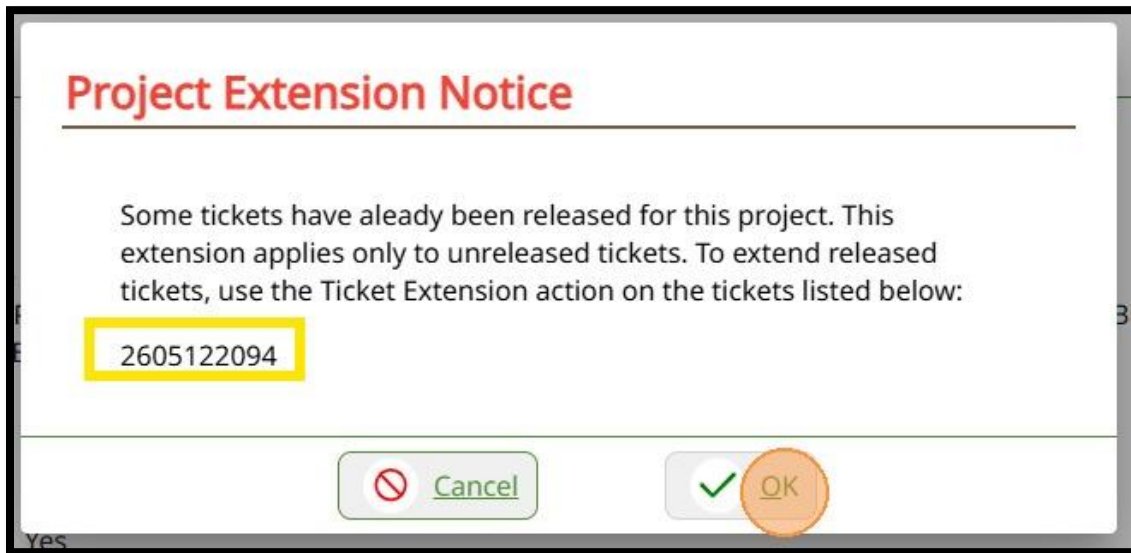 Project Extension Notice
Some tickets have aleady been released for this project. This
extension applies only to unreleased tickets. To extend released
tickets, use the Ticket Extension action on the tickets listed below:
2605122094
Cancel
OK
Yes